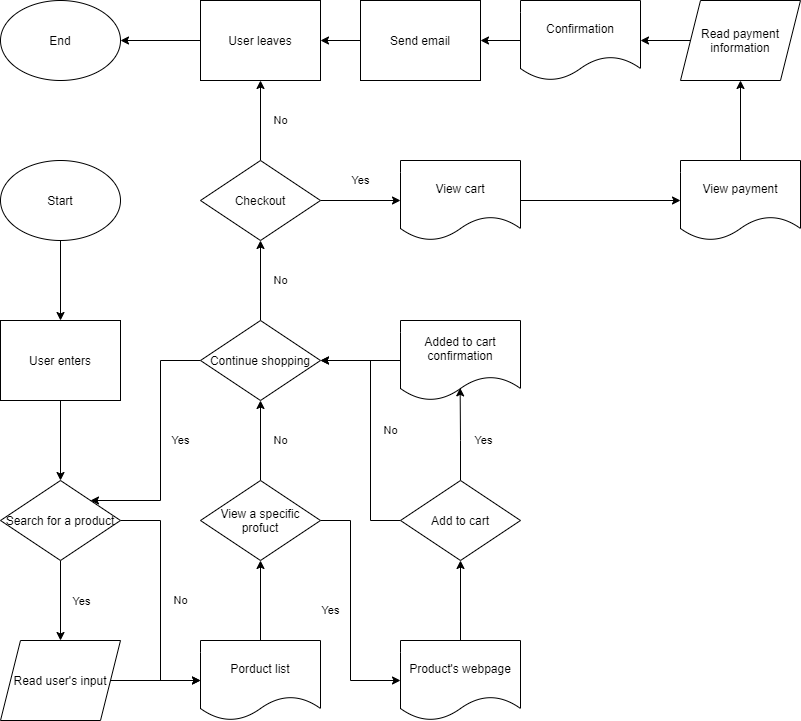 End
User leaves
Send email
Confirmation
Read payment
information
No
Start
Checkout
Yes
View cart
View payment
No
User enters
Continue shopping
Added to cart
confirmation
Yes
No
No
Yes
Search for a product
View a specific
profuct
Add to cart
Yes
No
Yes
Read user's input
Porduct list
Product's webpage